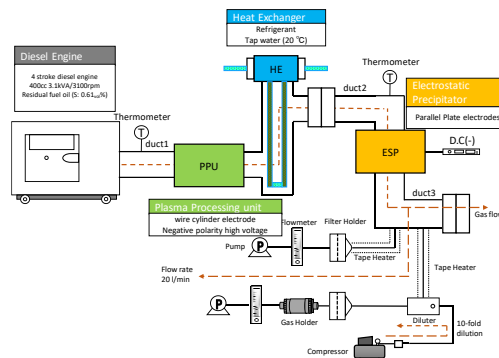 Heat Exchanger
Refrigerant
Tap water (20 ℃)
Diesel Engine
4 stroke diesel engine
400cc 3.1kVA/3100rpm
Residual fuel oil (S: 0.61mass%)
Thermometer
T
duct1
PPU
HE
duct2
Thermometer
T
Electrostatic
Precipitator
Parallel Plate electrodes
ESP
D.C(-)
duct3
Gas flow
Plasma Processing unit
wire cylinder electrode
Negative polarity high voltage
Flowmeter
Filter Holder
Pump
P
Tape Heater
Tape Heater
Flow rate
20 l/min
P
Gas Holder
Diluter
10-fold
dilution
Compressor